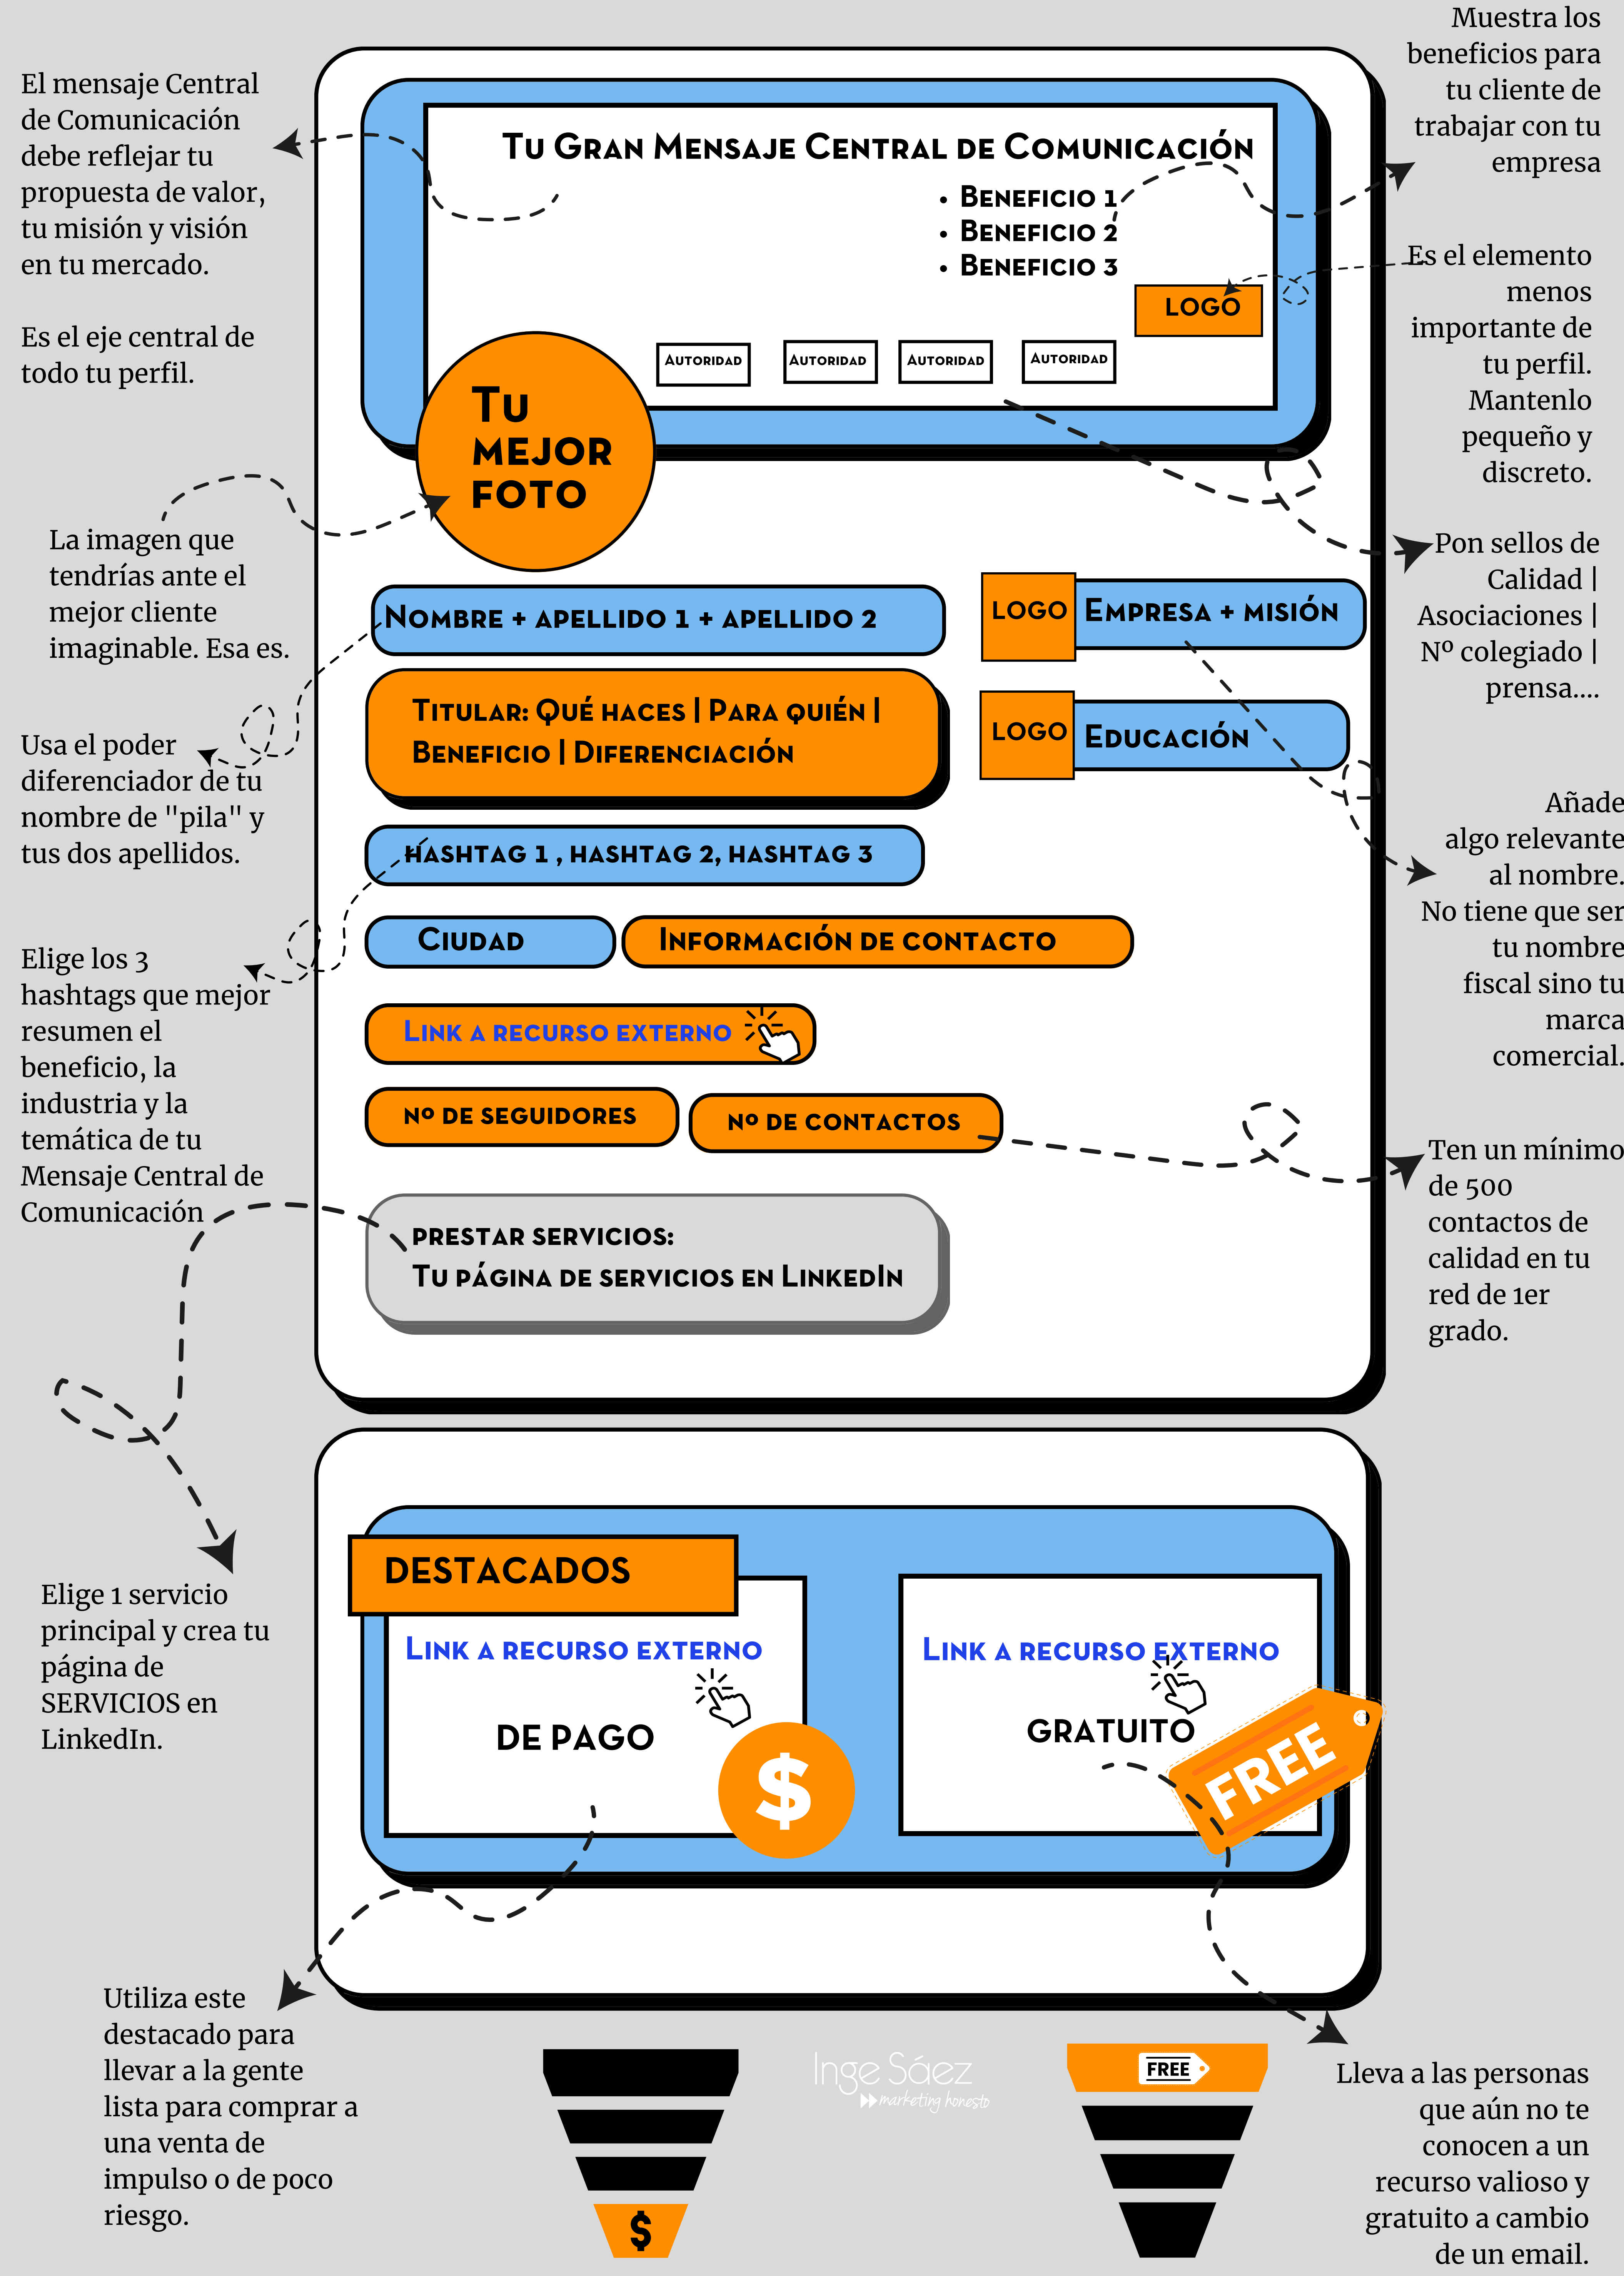 El mensaje Central
de Comunicación
debe reflejar tu
propuesta de valor,
tu misión y visión
en tu mercado.
Es el eje central de
todo tu perfil.
Muestra los
beneficios para
tu cliente de
trabajar con tu
empresa
Tu Gran Mensaje Central de Comunicación
• Beneficio 1
• Beneficio 2
• Beneficio 3
LOGO
Autoridad
Autoridad
Autoridad
Autoridad
Es el elemento
menos
importante de
tu perfil.
Mantenlo
pequeño y
discreto.
Tu
mejor
foto
La imagen que
tendrías ante el
mejor cliente
imaginable. Esa es.
Pon sellos de
Calidad |
Asociaciones |
Nº colegiado |
prensa....
Nombre + apellido 1 + apellido 2
LOGO
Empresa + misión
Titular: Qué haces | Para quién |
Beneficio | Diferenciación
LOGO
Educación
Usa el poder
diferenciador de tu
nombre de "pila" y
tus dos apellidos.
Añade
algo relevante
al nombre.
No tiene que ser
tu nombre
fiscal sino tu
marca
comercial.
hashtag 1 , hashtag 2, hashtag 3
Ciudad
Información de contacto
Elige los 3
hashtags que mejor
resumen el
beneficio, la
industria y la
temática de tu
Mensaje Central de
Comunicación
Link a recurso externo
nº de seguidores
nº de contactos
Ten un mínimo
de 500
contactos de
calidad en tu
red de 1er
grado.
prestar servicios:
Tu página de servicios en LinkedIn
Elige 1 servicio
principal y crea tu
página de
SERVICIOS en
LinkedIn.
DESTACADOS
Link a recurso externo
DE PAGO
$
Link a recurso externo
GRATUITO
FREE
Utiliza este
destacado para
llevar a la gente
lista para comprar a
una venta de
impulso o de poco
riesgo.
$
Inge Sáez
marketing honesto
FREE
Lleva a las personas
que aún no te
conocen a un
recurso valioso y
gratuito a cambio
de un email.